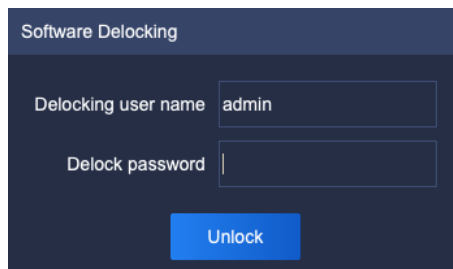 Software Delocking
Delocking user name admin
Delock password
Unlock